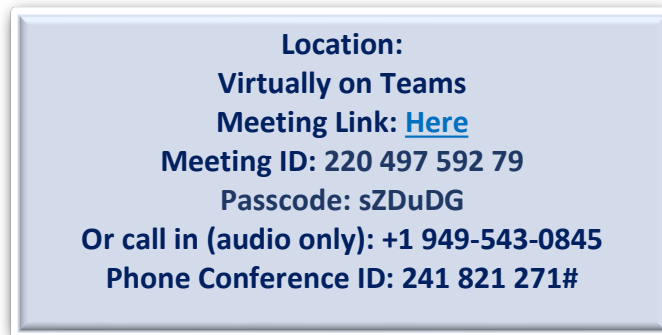 Location:
Virtually on Teams
Meeting Link: Here
Meeting ID: 220 497 592 79
Passcode: sZDuDG
Or call in (audio only): +1 949-543-0845
Phone Conference ID: 241 821 271#